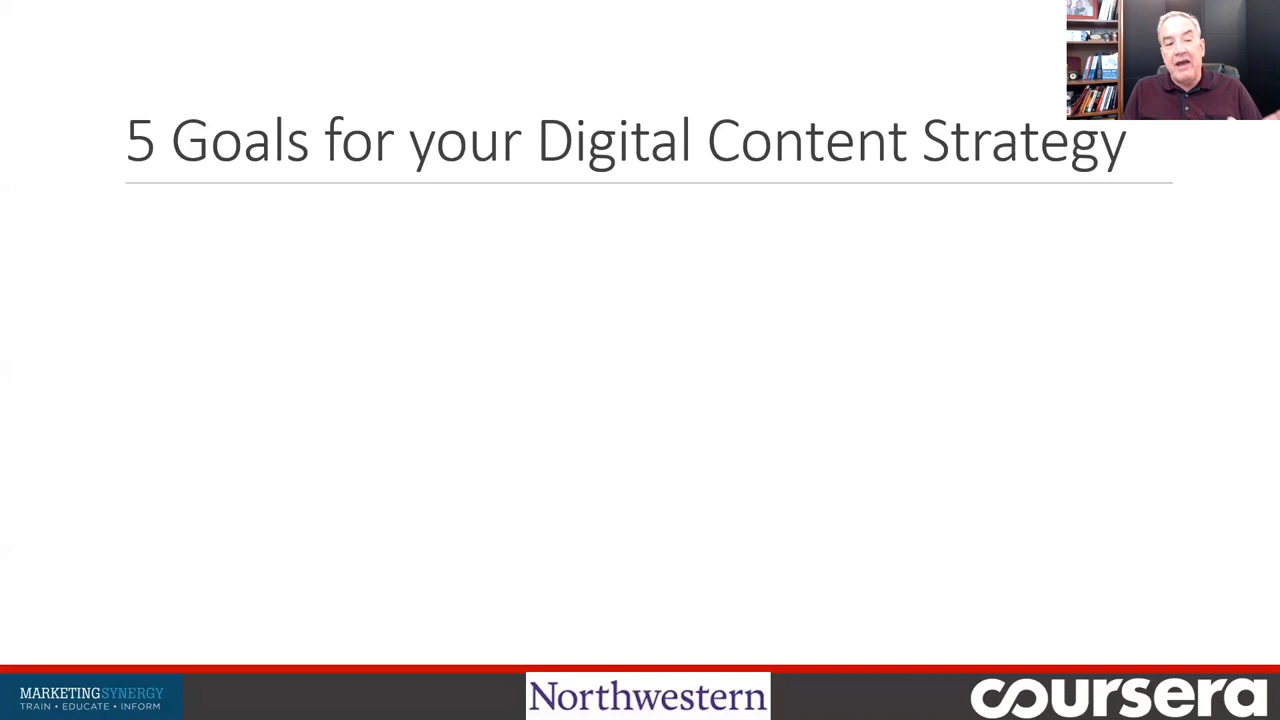 5 Goals for your Digital Content Strategy
MARKETINGSYNERGY
TRAIN • EDUCATE • INFORM
Northwestern
coursera